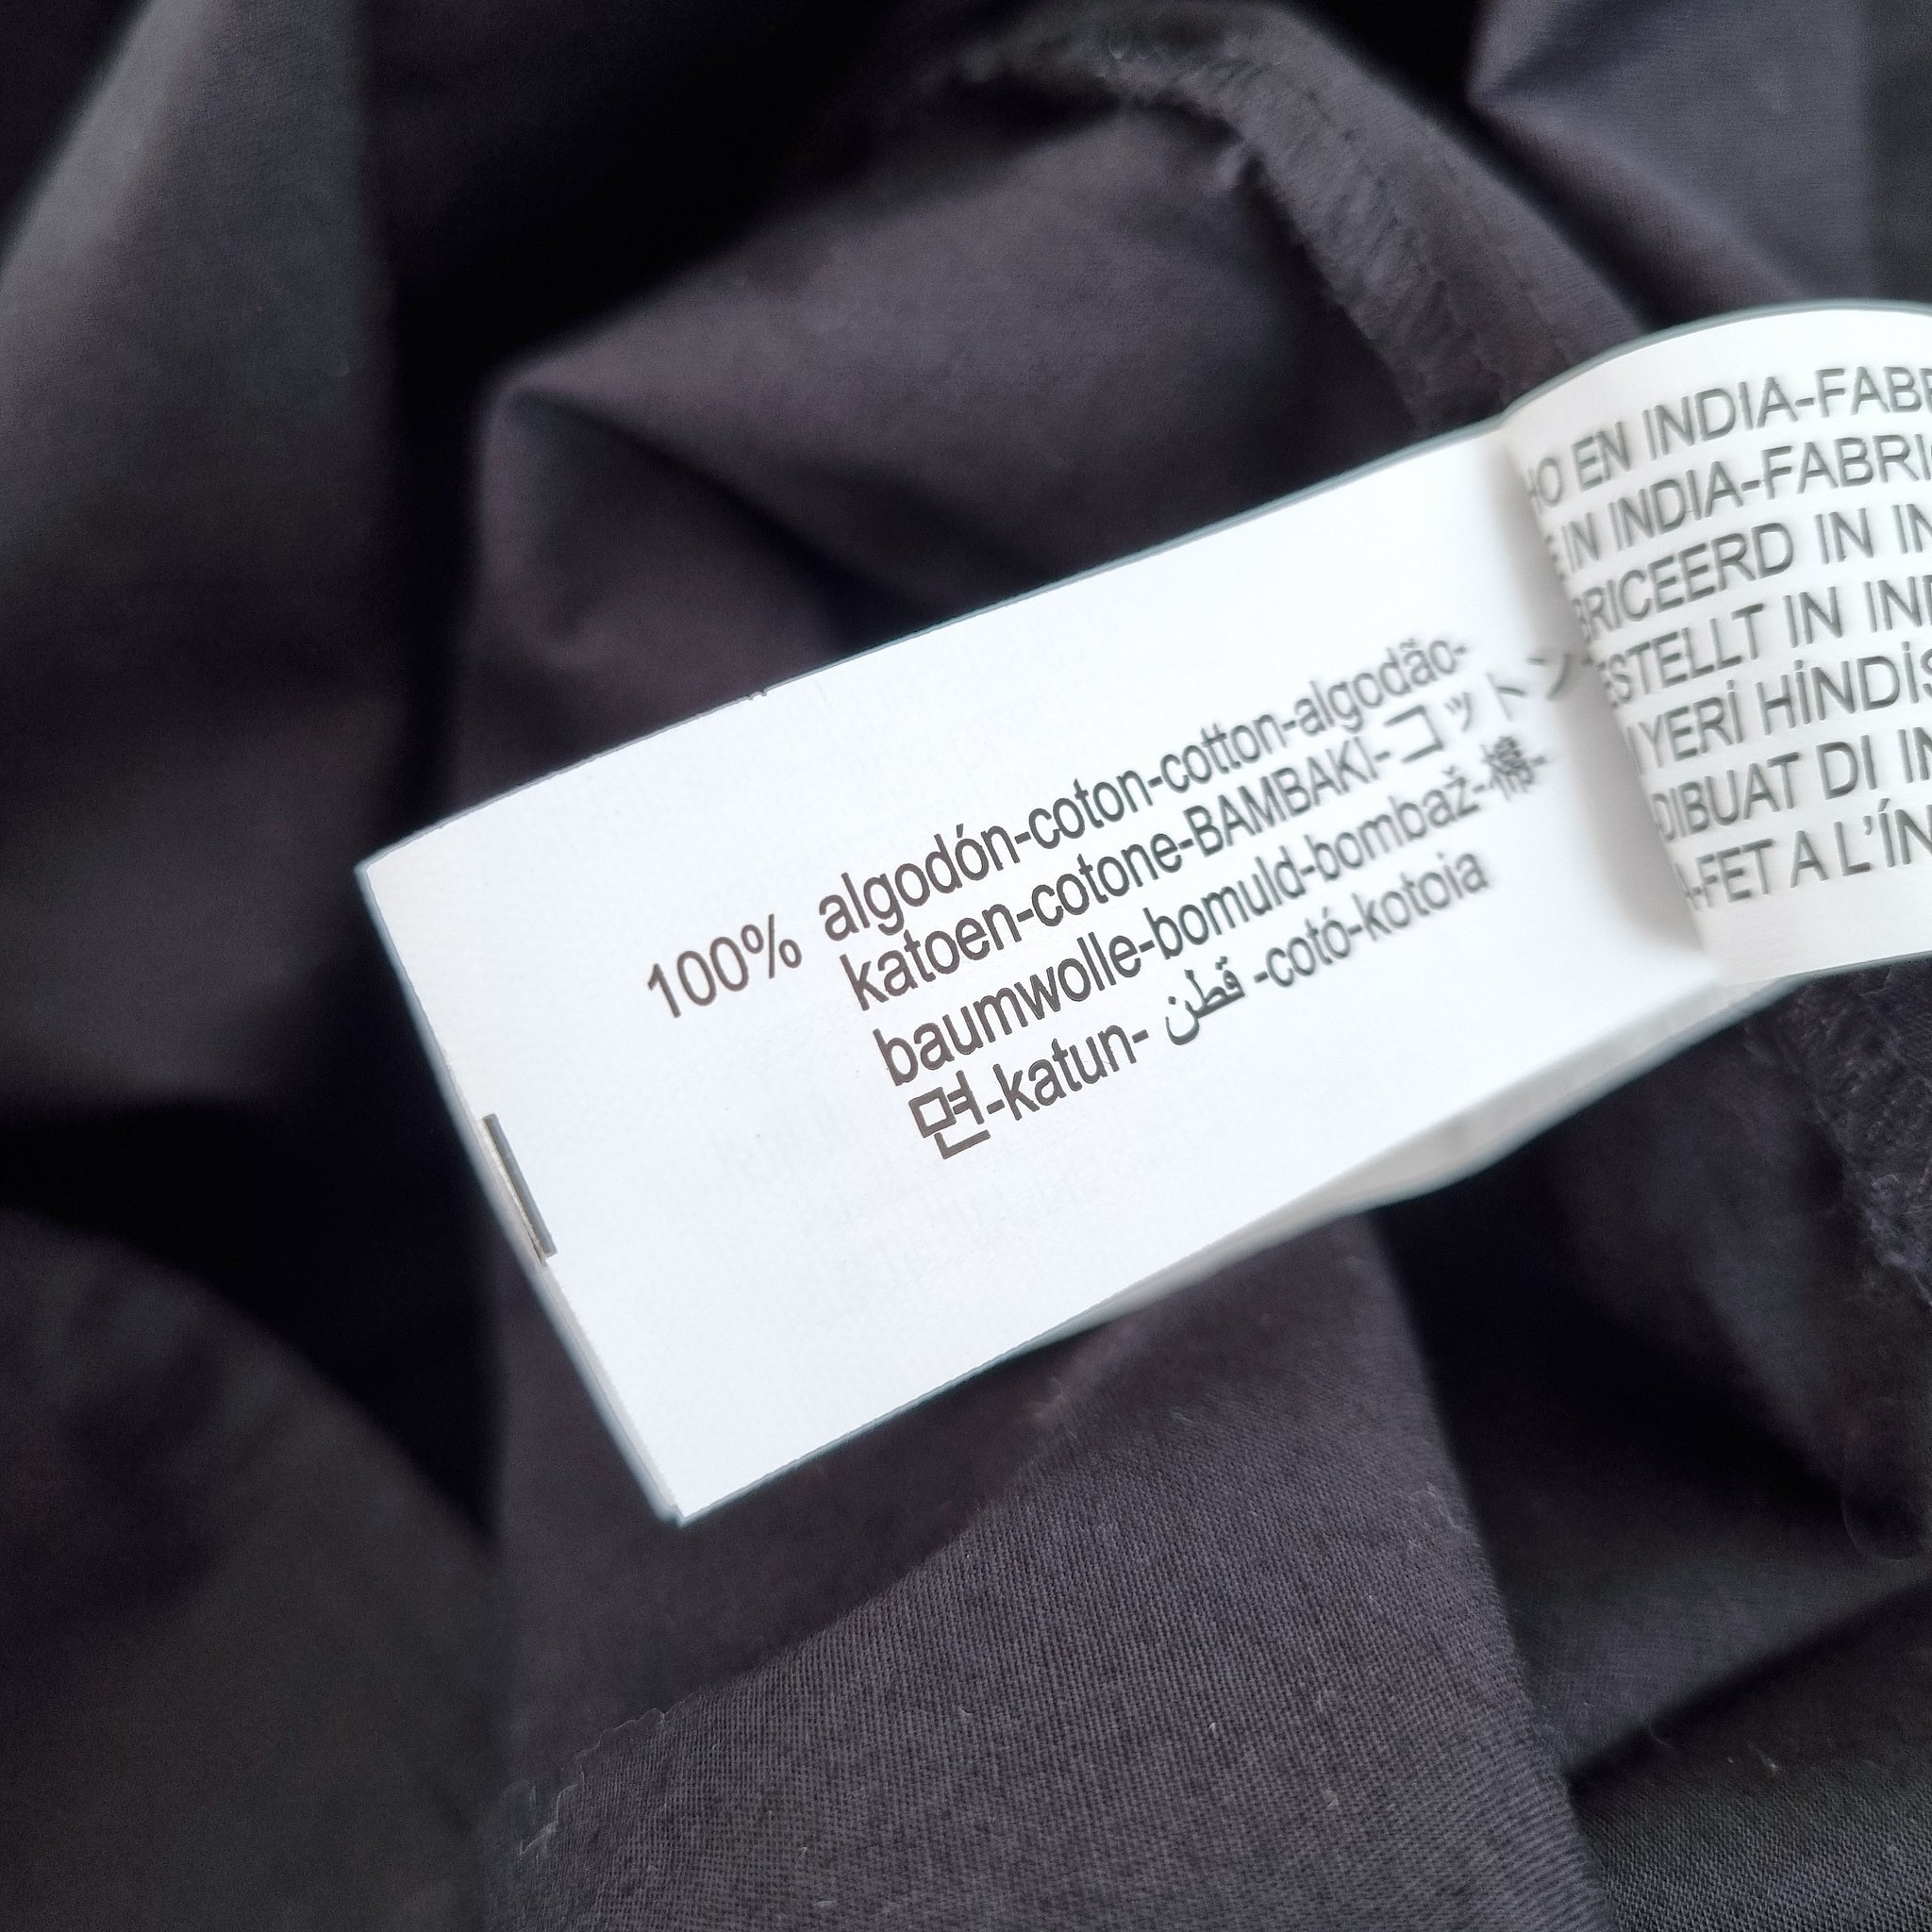 100% algodón-coton-cotton-algodão-
katoen-cotone-BAMBAKI-コットン-
baumwolle-bomuld-bombaž-棉-
면-katun- قطن -cotó-kotoia
HO EN INDIA-FABR
E IN INDIA-FABRI
BRICEERD IN IN
ESTELLT IN IN
YERİ HİNDİS
DIBUAT DI IN
A-FET A L'ÍN